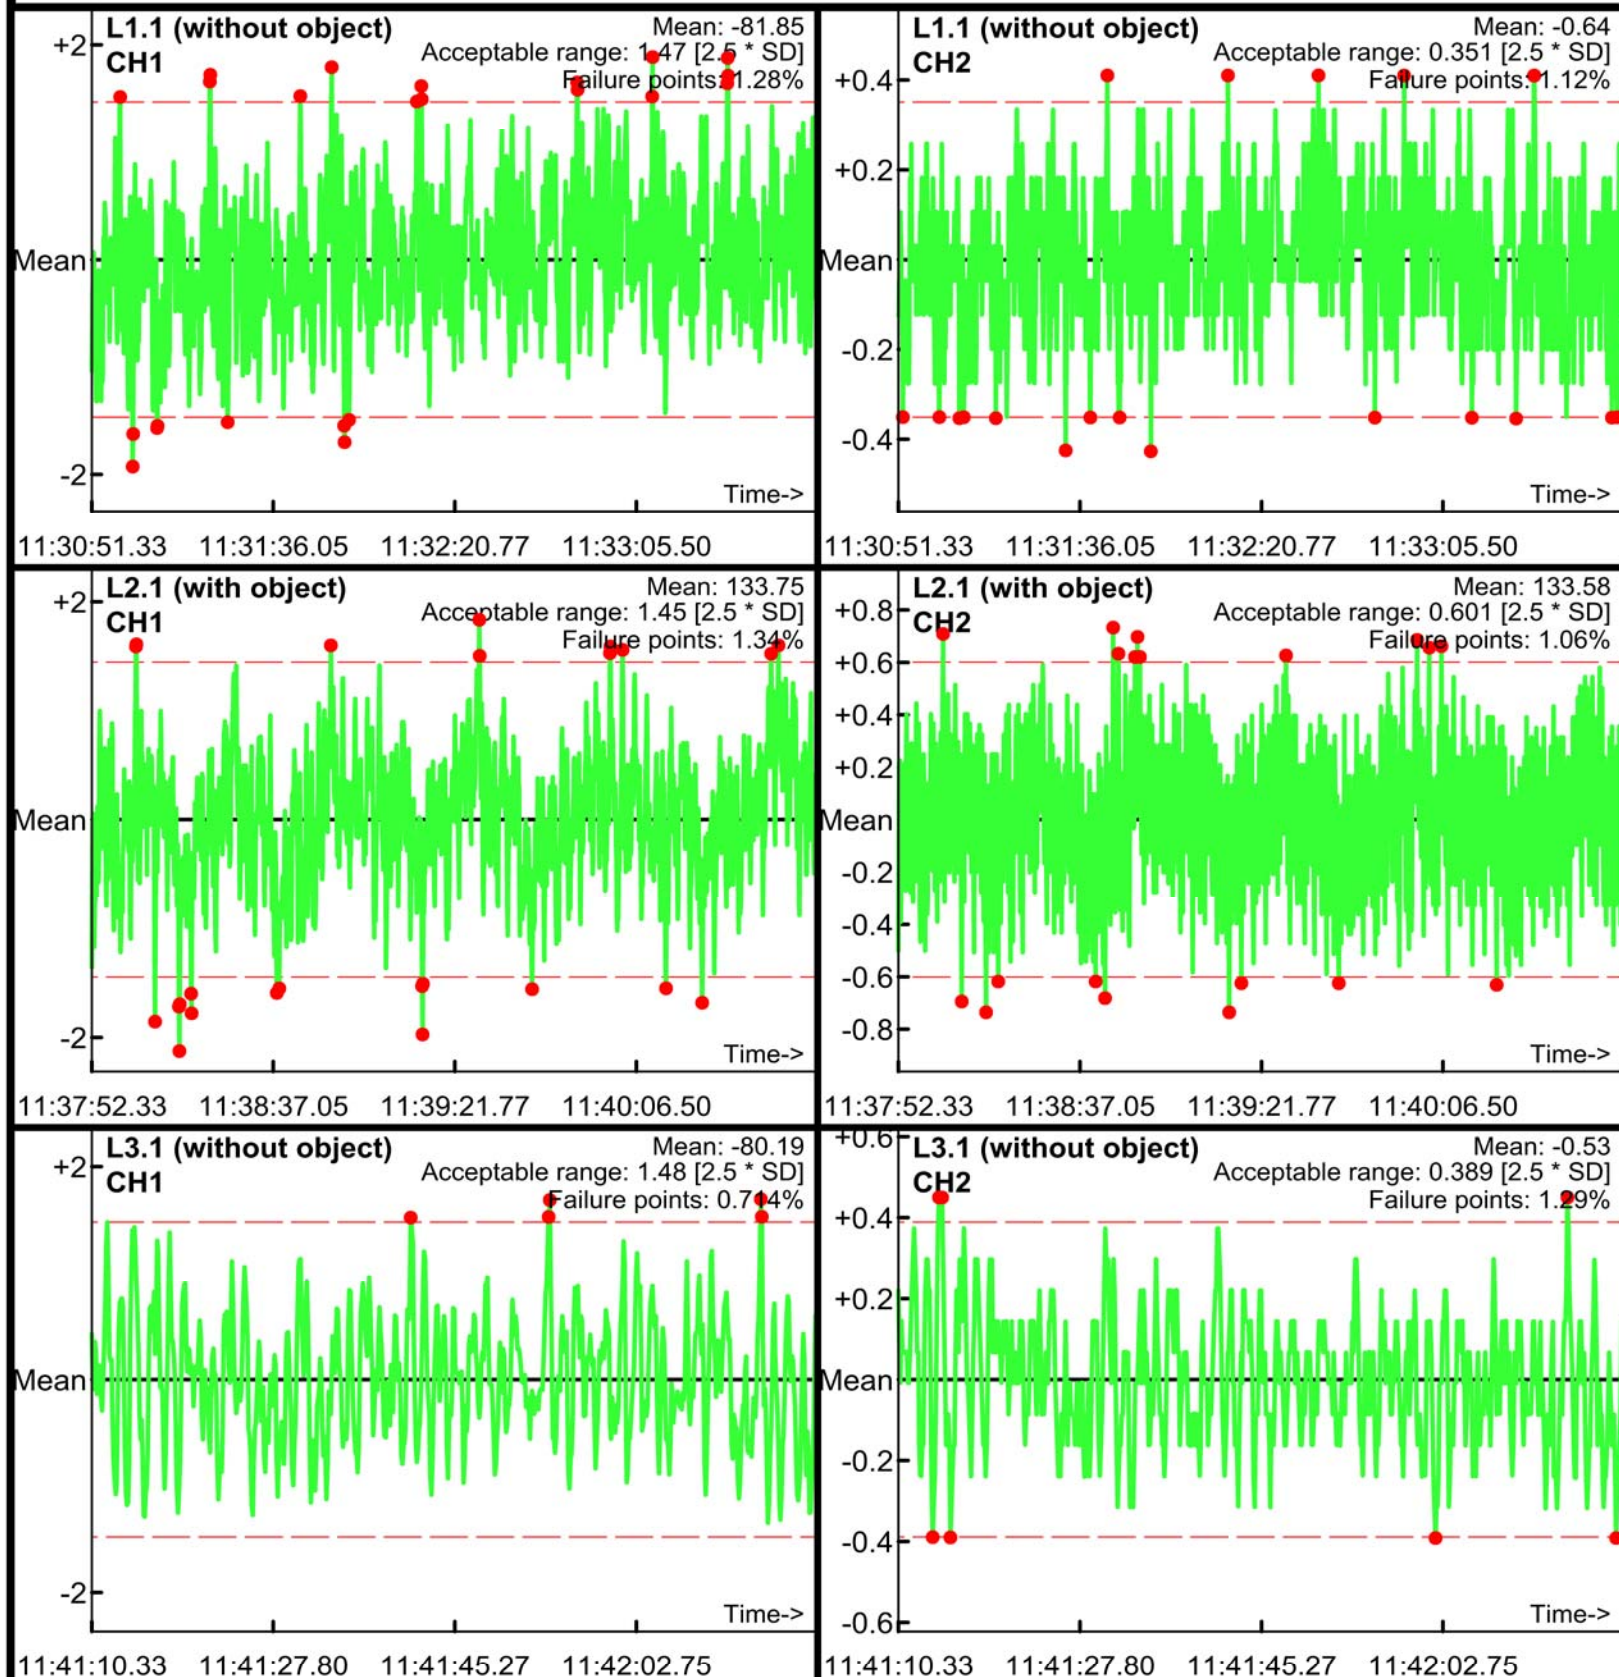 L1.1 (without object)
CH1
Mean: -81.85
Acceptable range: 1.47 [2.5 * SD]
Failure points: 1.28%
+2
Mean
-2
Time->
11:30:51.33 11:31:36.05 11:32:20.77 11:33:05.50
L1.1 (without object)
CH2
Mean: -0.64
Acceptable range: 0.351 [2.5 * SD]
Failure points: 1.12%
+0.4
+0.2
Mean
-0.2
-0.4
Time->
11:30:51.33 11:31:36.05 11:32:20.77 11:33:05.50
L2.1 (with object)
CH1
Mean: 133.75
Acceptable range: 1.45 [2.5 * SD]
Failure points: 1.34%
+2
Mean
-2
Time->
11:37:52.33 11:38:37.05 11:39:21.77 11:40:06.50
L2.1 (with object)
CH2
Mean: 133.58
Acceptable range: 0.601 [2.5 * SD]
Failure points: 1.06%
+0.8
+0.6
+0.4
+0.2
Mean
-0.2
-0.4
-0.6
-0.8
Time->
11:37:52.33 11:38:37.05 11:39:21.77 11:40:06.50
L3.1 (without object)
CH1
Mean: -80.19
Acceptable range: 1.48 [2.5 * SD]
Failure points: 0.714%
+2
Mean
-2
Time->
11:41:10.33 11:41:27.80 11:41:45.27 11:42:02.75
L3.1 (without object)
CH2
Mean: -0.53
Acceptable range: 0.389 [2.5 * SD]
Failure points: 1.29%
+0.6
+0.4
+0.2
Mean
-0.2
-0.4
-0.6
Time->
11:41:10.33 11:41:27.80 11:41:45.27 11:42:02.75